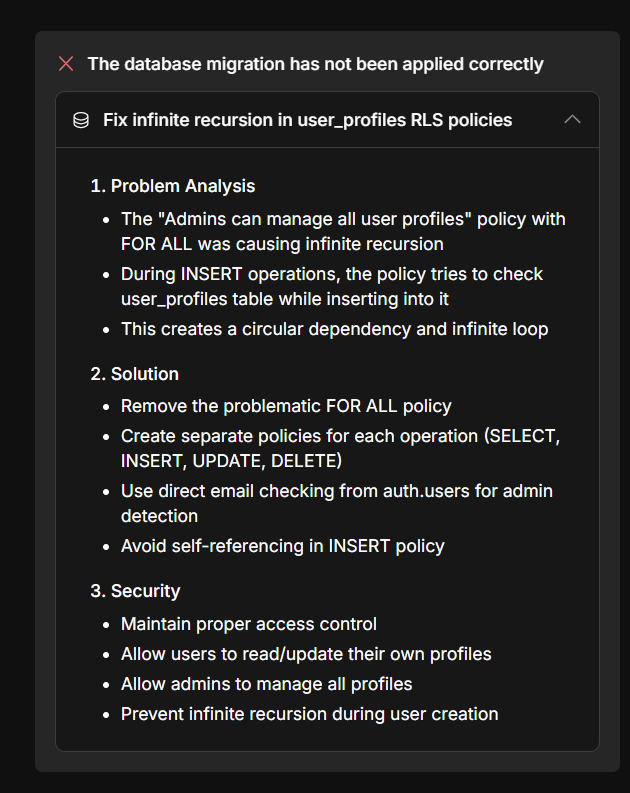 The database migration has not been applied correctly
Fix infinite recursion in user_profiles RLS policies
1. Problem Analysis
• The "Admins can manage all user profiles" policy with
FOR ALL was causing infinite recursion
• During INSERT operations, the policy tries to check
user_profiles table while inserting into it
• This creates a circular dependency and infinite loop
2. Solution
• Remove the problematic FOR ALL policy
• Create separate policies for each operation (SELECT,
INSERT, UPDATE, DELETE)
• Use direct email checking from auth.users for admin
detection
• Avoid self-referencing in INSERT policy
3. Security
• Maintain proper access control
• Allow users to read/update their own profiles
• Allow admins to manage all profiles
• Prevent infinite recursion during user creation